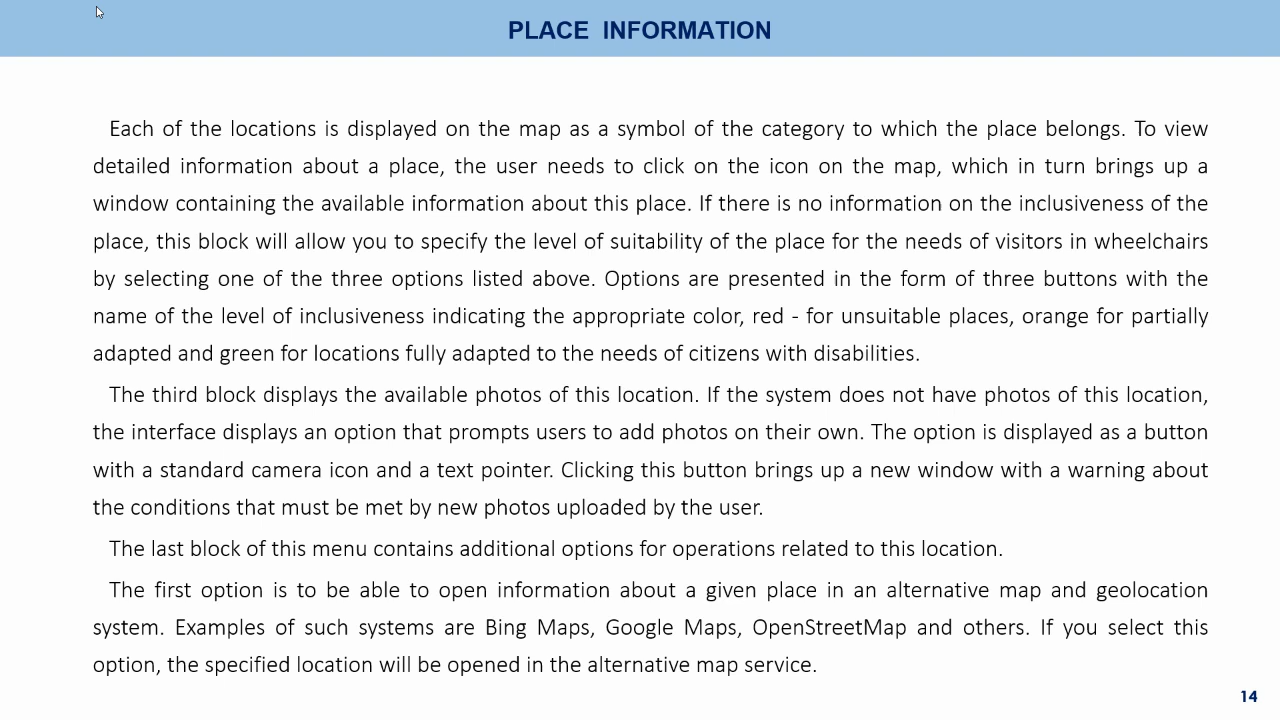 PLACE INFORMATION
Each of the locations is displayed on the map as a symbol of the category to which the place belongs. To view
detailed information about a place, the user needs to click on the icon on the map, which in turn brings up a
window containing the available information about this place. If there is no information on the inclusiveness of the
place, this block will allow you to specify the level of suitability of the place for the needs of visitors in wheelchairs
by selecting one of the three options listed above. Options are presented in the form of three buttons with the
name of the level of inclusiveness indicating the appropriate color, red - for unsuitable places, orange for partially
adapted and green for locations fully adapted to the needs of citizens with disabilities.
The third block displays the available photos of this location. If the system does not have photos of this location,
the interface displays an option that prompts users to add photos on their own. The option is displayed as a button
with a standard camera icon and a text pointer. Clicking this button brings up a new window with a warning about
the conditions that must be met by new photos uploaded by the user.
The last block of this menu contains additional options for operations related to this location.
The first option is to be able to open information about a given place in an alternative map and geolocation
system. Examples of such systems are Bing Maps, Google Maps, OpenStreetMap and others. If you select this
option, the specified location will be opened in the alternative map service.
14